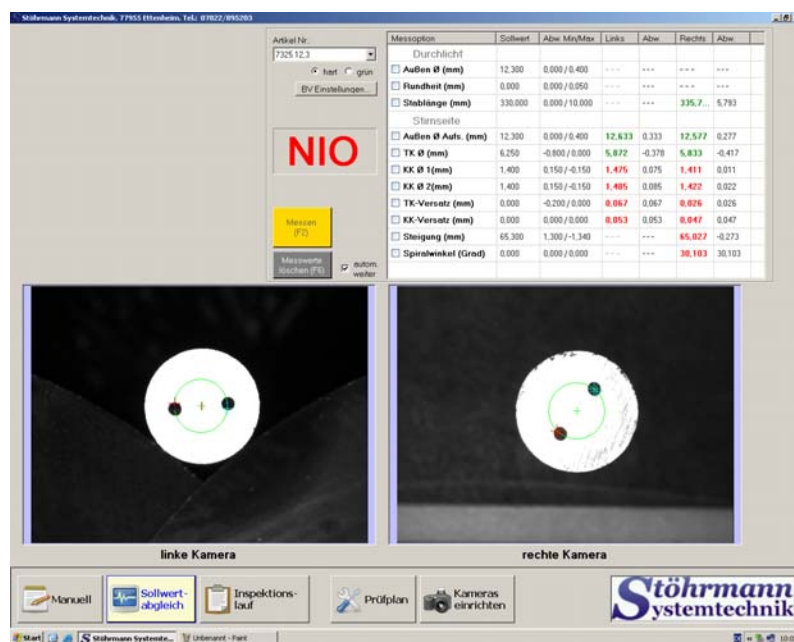 Stöhrmann Systemtechnik. 77955 Ettenheim. Tel.: 07822/895203
Artikel Nr.:
7325.12,3
hart grün
BV Einstellungen...
NIO
Messen (F2)
Messwerte löschen (F6)
autom. weiter
Messoption Sollwert Abw. Min/Max Links Abw. Rechts Abw.
Durchlicht
Außen Ø (mm) 12,300 0,000 / 0,400 --- --- --- ---
Rundheit (mm) 0,000 0,000 / 0,050 --- --- --- ---
Stablänge (mm) 330,000 0,000 / 10,000 --- --- 335,7... 5,793
Stirnseite
Außen Ø Aufs. (mm) 12,300 0,000 / 0,400 12,633 0,333 12,577 0,277
TK Ø (mm) 6,250 -0,800 / 0,000 5,872 -0,378 5,833 -0,417
KK Ø 1(mm) 1,400 0,150 / -0,150 1,475 0,075 1,411 0,011
KK Ø 2(mm) 1,400 0,150 / -0,150 1,485 0,085 1,422 0,022
TK-Versatz (mm) 0,000 -0,200 / 0,000 0,067 0,067 0,026 0,026
KK-Versatz (mm) 0,000 0,000 / 0,000 0,053 0,053 0,047 0,047
Steigung (mm) 65,300 1,300 / -1,340 --- --- 65,027 -0,273
Spiralwinkel (Grad) 0,000 0,000 / 0,000 --- --- 30,103 30,103
linke Kamera
rechte Kamera
Manuell
Sollwert-
abgleich
Inspektions-
lauf
Prüfplan
Kameras
einrichten
Stöhrmann
Systemtechnik
Start
Stöhrmann Systemte...
Unbenannt - Paint